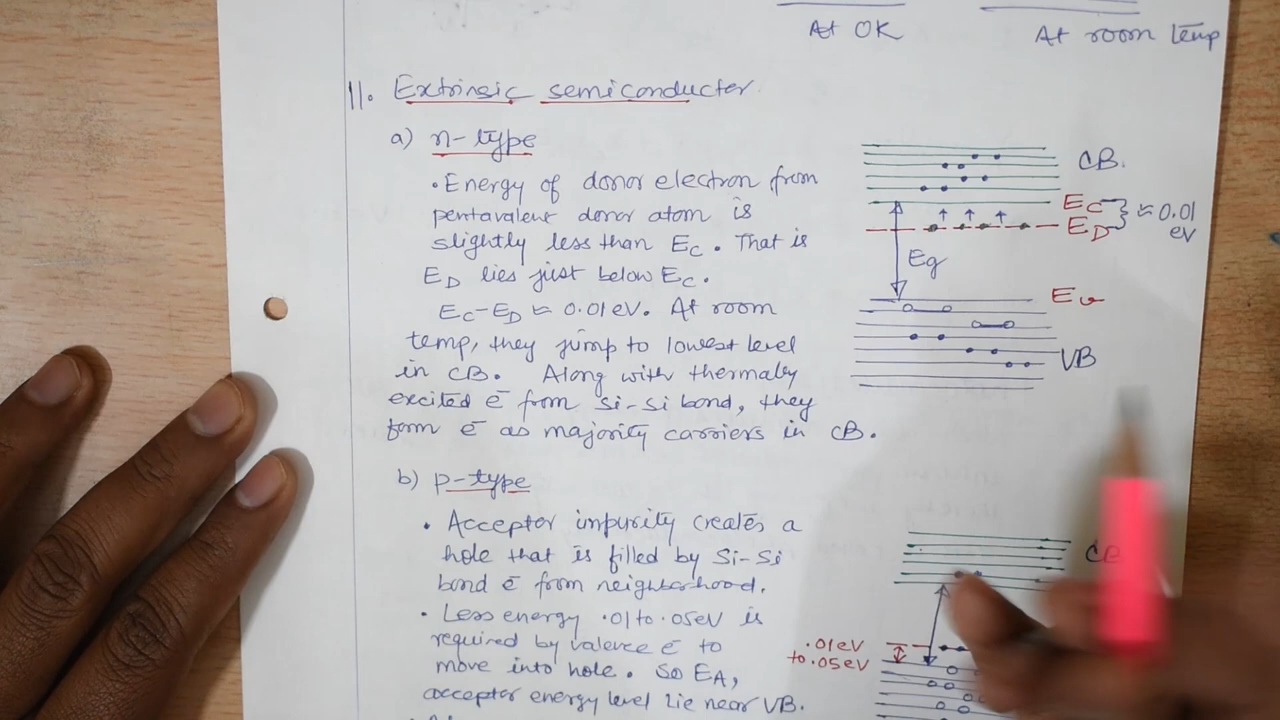 At 0K
At room temp
11. Extrinsic semiconductor
a) n-type
• Energy of donor electron from
pentavalent donor atom is
slightly less than EC. That is
ED lies just below EC.
EC-ED ≈ 0.01eV. At room
temp, they jump to lowest level
in CB. Along with thermally
excited ē from Si-Si bond, they
form ē as majority carriers in CB.
CB.
EC
ED
} ≈ 0.01
ev
Eg
Ev
VB
b) p-type
• Acceptor impurity creates a
hole that is filled by Si-Si
bond ē from neighborhood.
• Less energy .01 to .05eV is
required by valence ē to
move into hole. So EA,
acceptor energy level lie near VB.
CB
.01eV
to .05eV